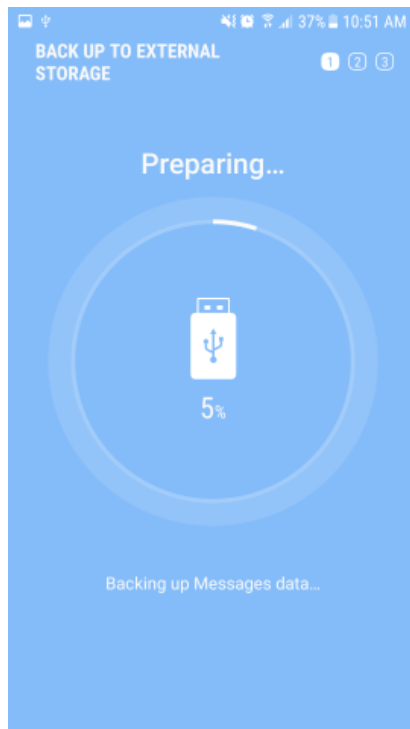 37% 10:51 AM
BACK UP TO EXTERNAL
STORAGE
1 2 3
Preparing...
5%
Backing up Messages data...